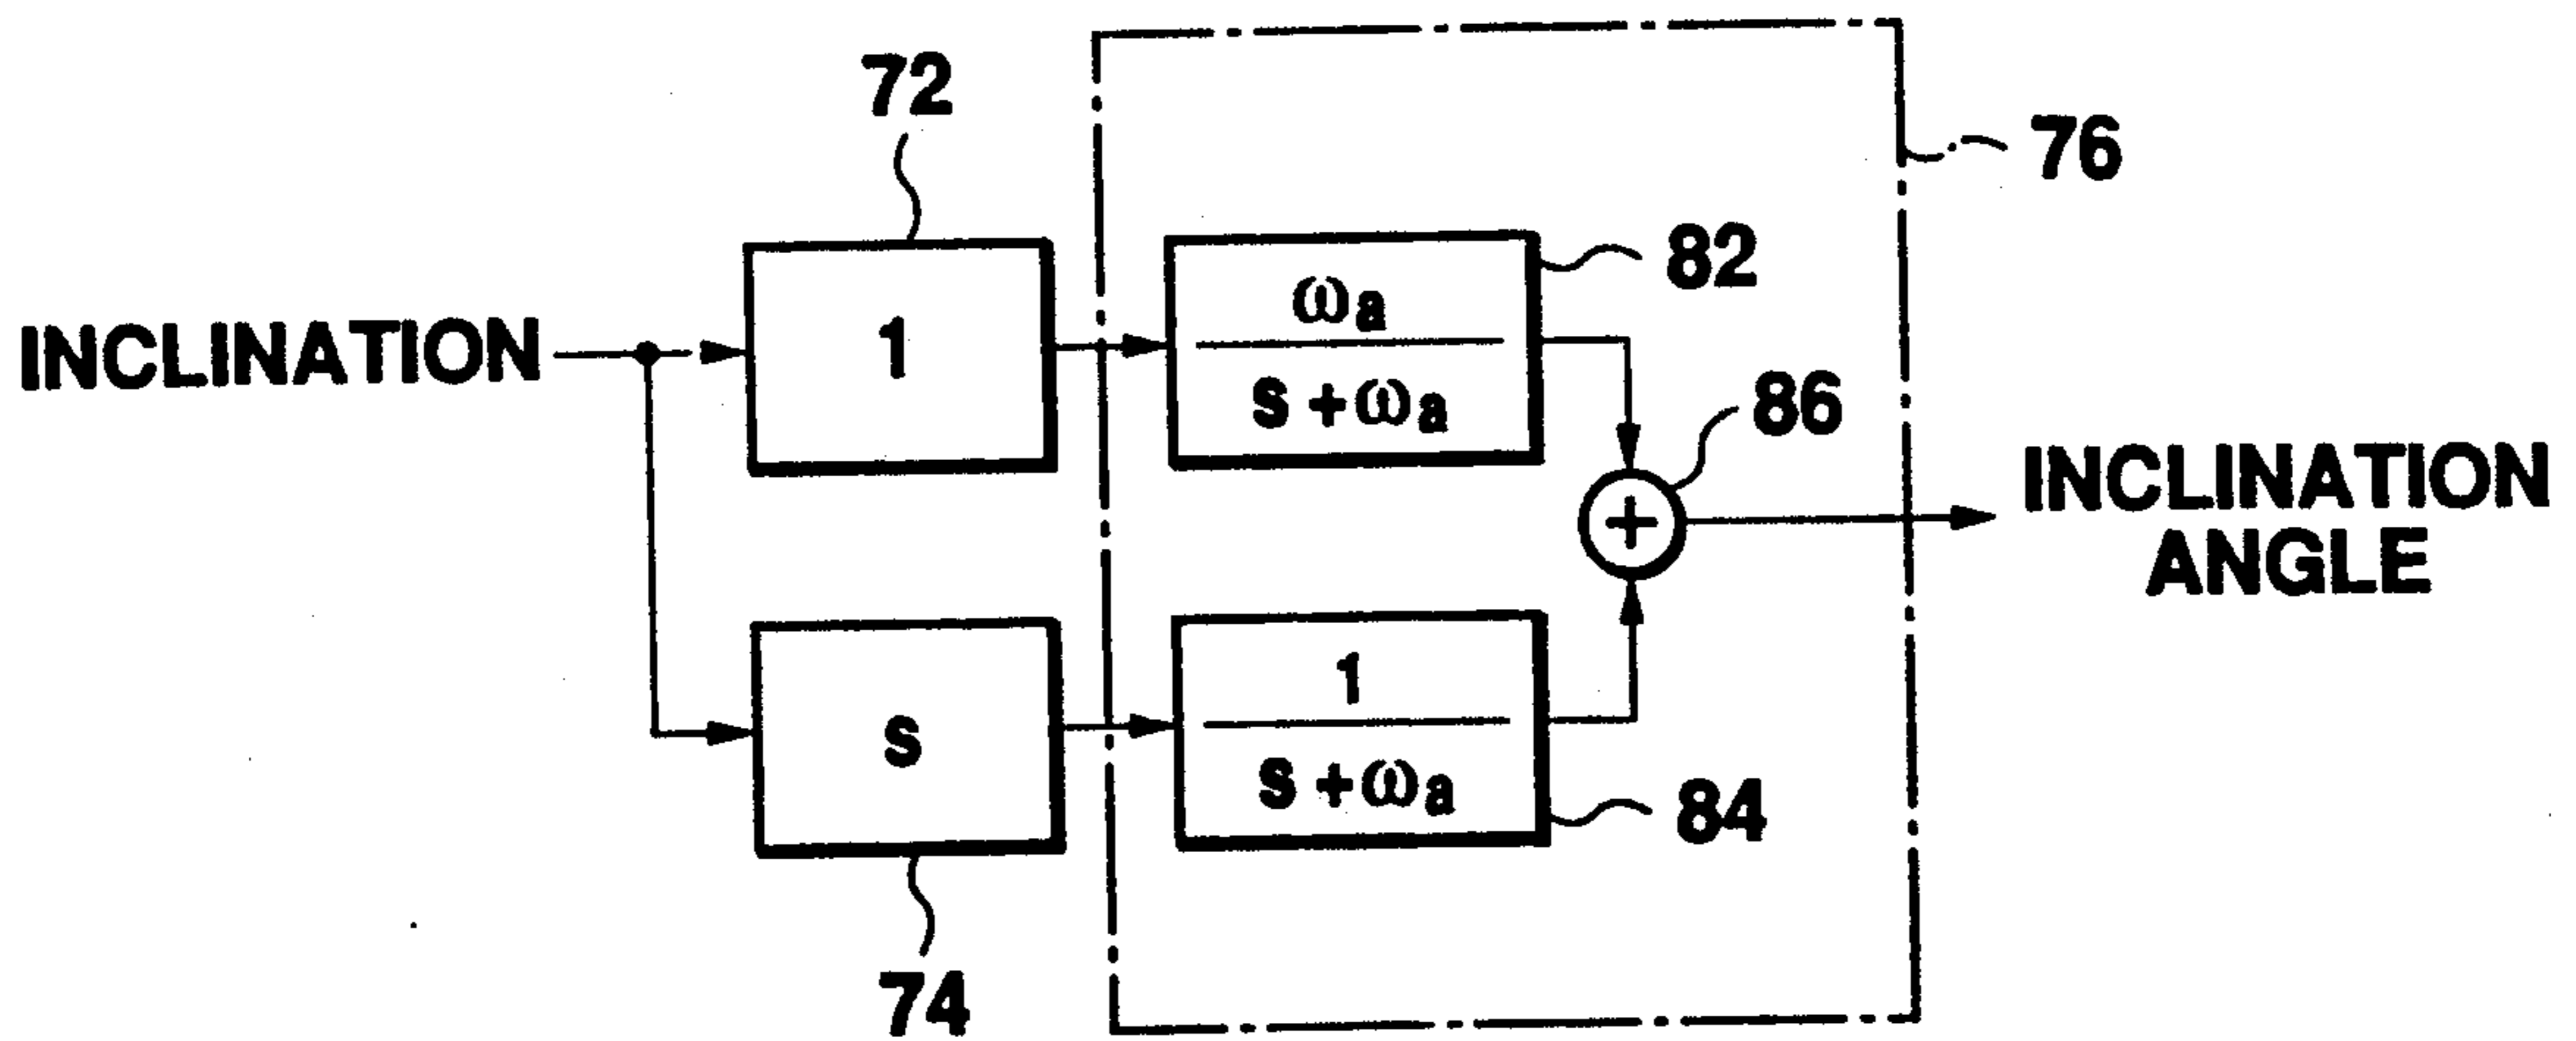 72
76
82
ωa
1
s + ωa
INCLINATION
86
INCLINATION
ANGLE
1
s
s + ωa
84
74